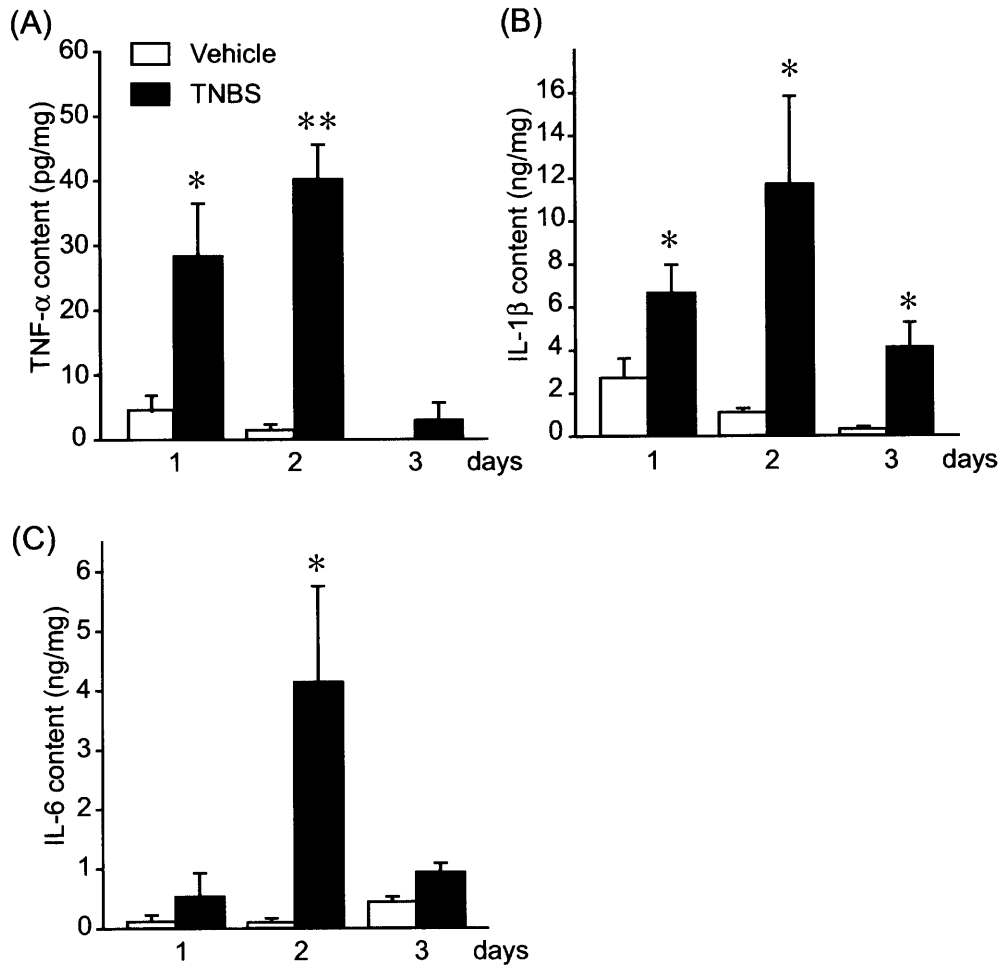 (A)
TNF-α content (pg/mg)
60
50
40
30
20
10
0
Vehicle
TNBS
*
**
1 2 3 days
(B)
IL-1β content (ng/mg)
16
14
12
10
8
6
4
2
0
*
*
*
1 2 3 days
(C)
IL-6 content (ng/mg)
6
5
4
3
2
1
0
*
1 2 3 days